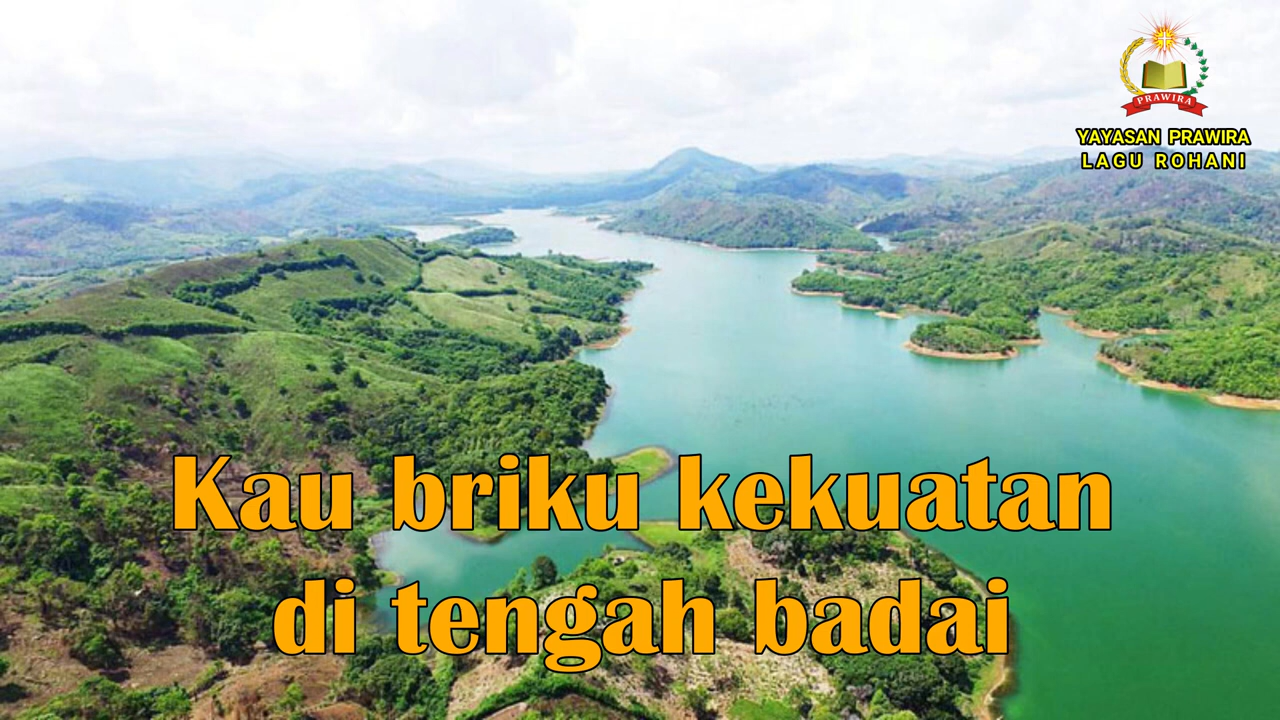 PRAWIRA
YAYASAN PRAWIRA
LAGU ROHANI
Kau briku kekuatan
di tengah badai